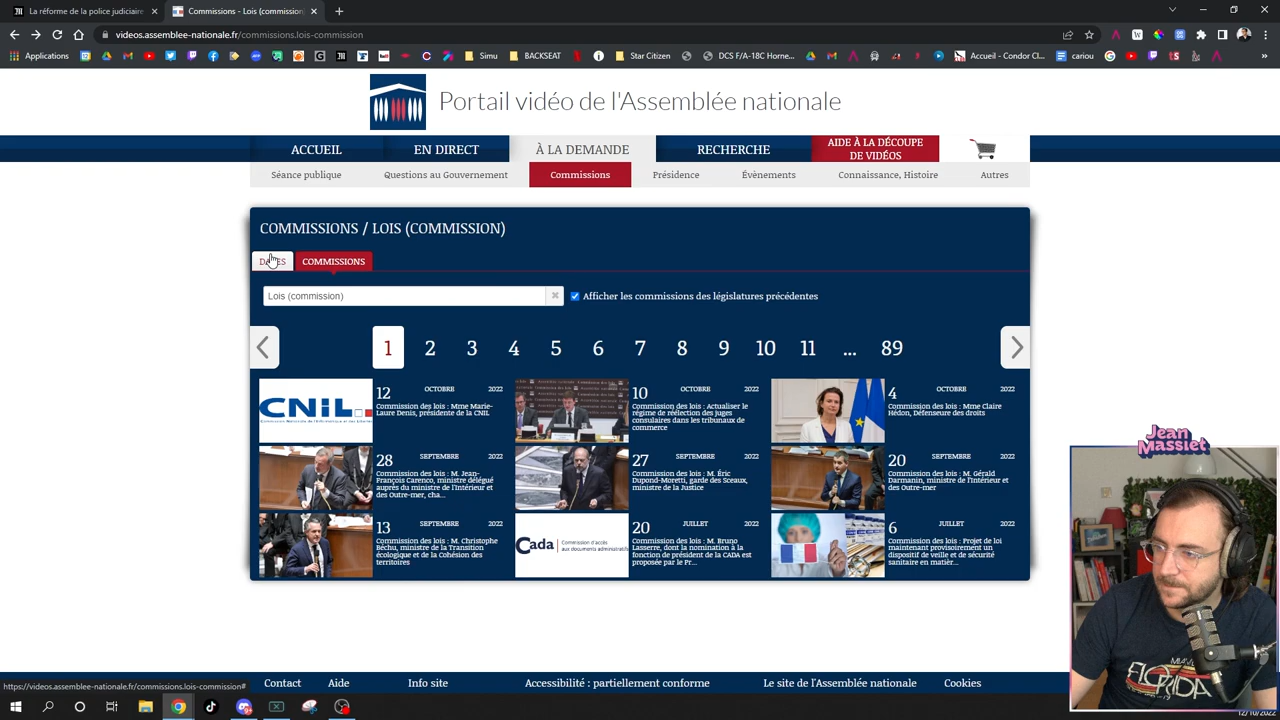 La réforme de la police judiciaire
Commissions - Les vidéos de l
videos.assemblee-nationale.fr/commissions.lois-commission
Applications
Simu
BACKSEAT
Star Citizen
DCS F/A-18C Horne...
Accueil - Condor Cl...
cariou
Portail vidéo de l'Assemblée nationale
ACCUEIL
EN DIRECT
À LA DEMANDE
RECHERCHE
AIDE À LA DÉCOUPE
DE VIDÉOS
Séance publique
Questions au Gouvernement
Commissions
Présidence
Évènements
Connaissance, Histoire
Autres
COMMISSIONS / LOIS (COMMISSION)
COMMISSIONS
Lois (commission)
Afficher les commissions des législatures précédentes
1 2 3 4 5 6 7 8 9 10 11 ... 89
CNIL
12 OCTOBRE 2022
Commission des lois : Mme Marie-
Laure Denis, présidente de la CNIL
10 OCTOBRE 2022
Commission des lois : Actualiser le
régime de réélection des juges
consulaires dans les tribunaux de
commerce
4 OCTOBRE 2022
Commission des lois : Mme Claire
Hédon, Défenseure des droits
28 SEPTEMBRE 2022
Commission des lois : M. Jean-
François Carenco, ministre délégué
auprès du ministre de l'Intérieur et
des Outre-mer, cha...
27 SEPTEMBRE 2022
Commission des lois : M. Éric
Dupond-Moretti, garde des Sceaux,
ministre de la Justice
20 SEPTEMBRE 2022
Commission des lois : M. Gérald
Darmanin, ministre de l'Intérieur et
des Outre-mer
13 SEPTEMBRE 2022
Commission des lois : M. Christophe
Béchu, ministre de la Transition
écologique et de la Cohésion des
territoires
Cada
Commission d'accès
aux documents administratifs
20 JUILLET 2022
Commission des lois : M. Bruno
Lasserre, dont la nomination à la
fonction de président de la CADA est
proposée par le Pr...
6 JUILLET 2022
Commission des lois : Projet de loi
maintenant provisoirement un
dispositif de veille et de sécurité
sanitaire en matièr...
Jean
Massiet
FLORIDA
https://videos.assemblee-nationale.fr/commissions.lois-commission#
Contact
Aide
Info site
Accessibilité : partiellement conforme
Le site de l'Assemblée nationale
Cookies
12/10/2022